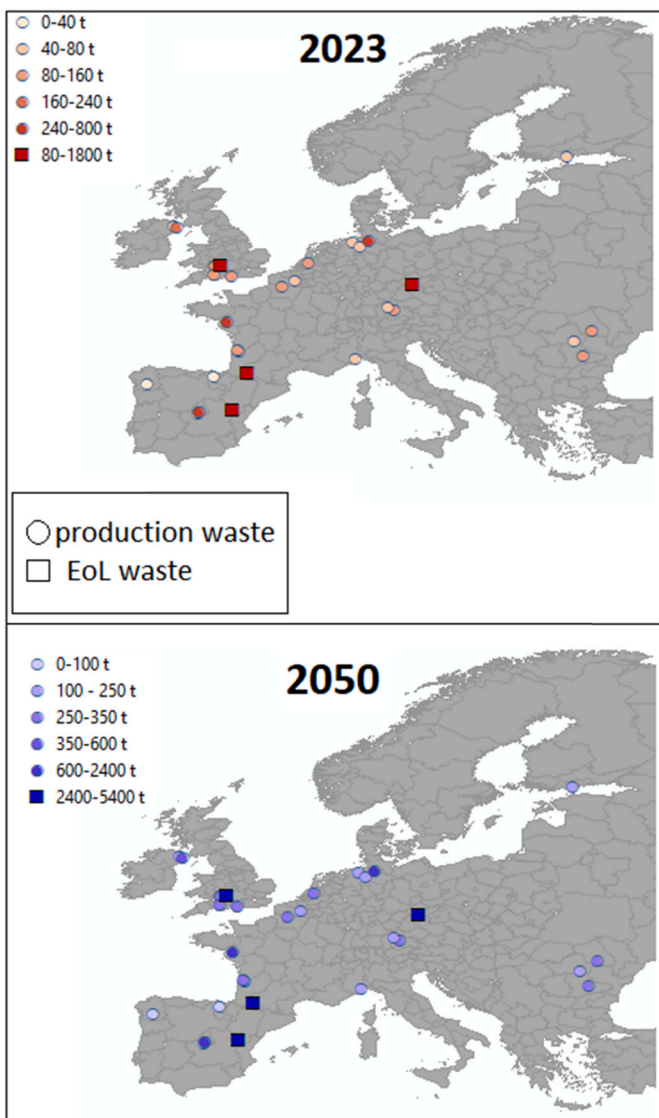 2023
0-40 t
40-80 t
80-160 t
160-240 t
240-800 t
80-1800 t
production waste
EoL waste
2050
0-100 t
100 - 250 t
250-350 t
350-600 t
600-2400 t
2400-5400 t